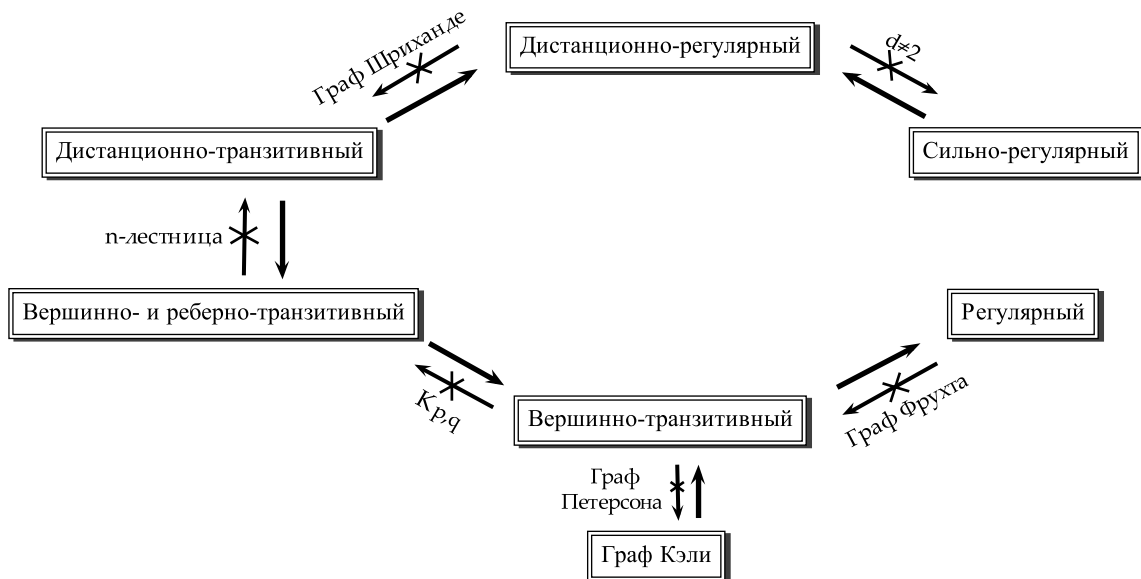 Дистанционно-регулярный
Граф Шриханде
d≠2
Дистанционно-транзитивный
Сильно-регулярный
n-лестница
Вершинно- и реберно-транзитивный
Регулярный
Kp,q
Вершинно-транзитивный
Граф Фрухта
Граф
Петерсона
Граф Кэли